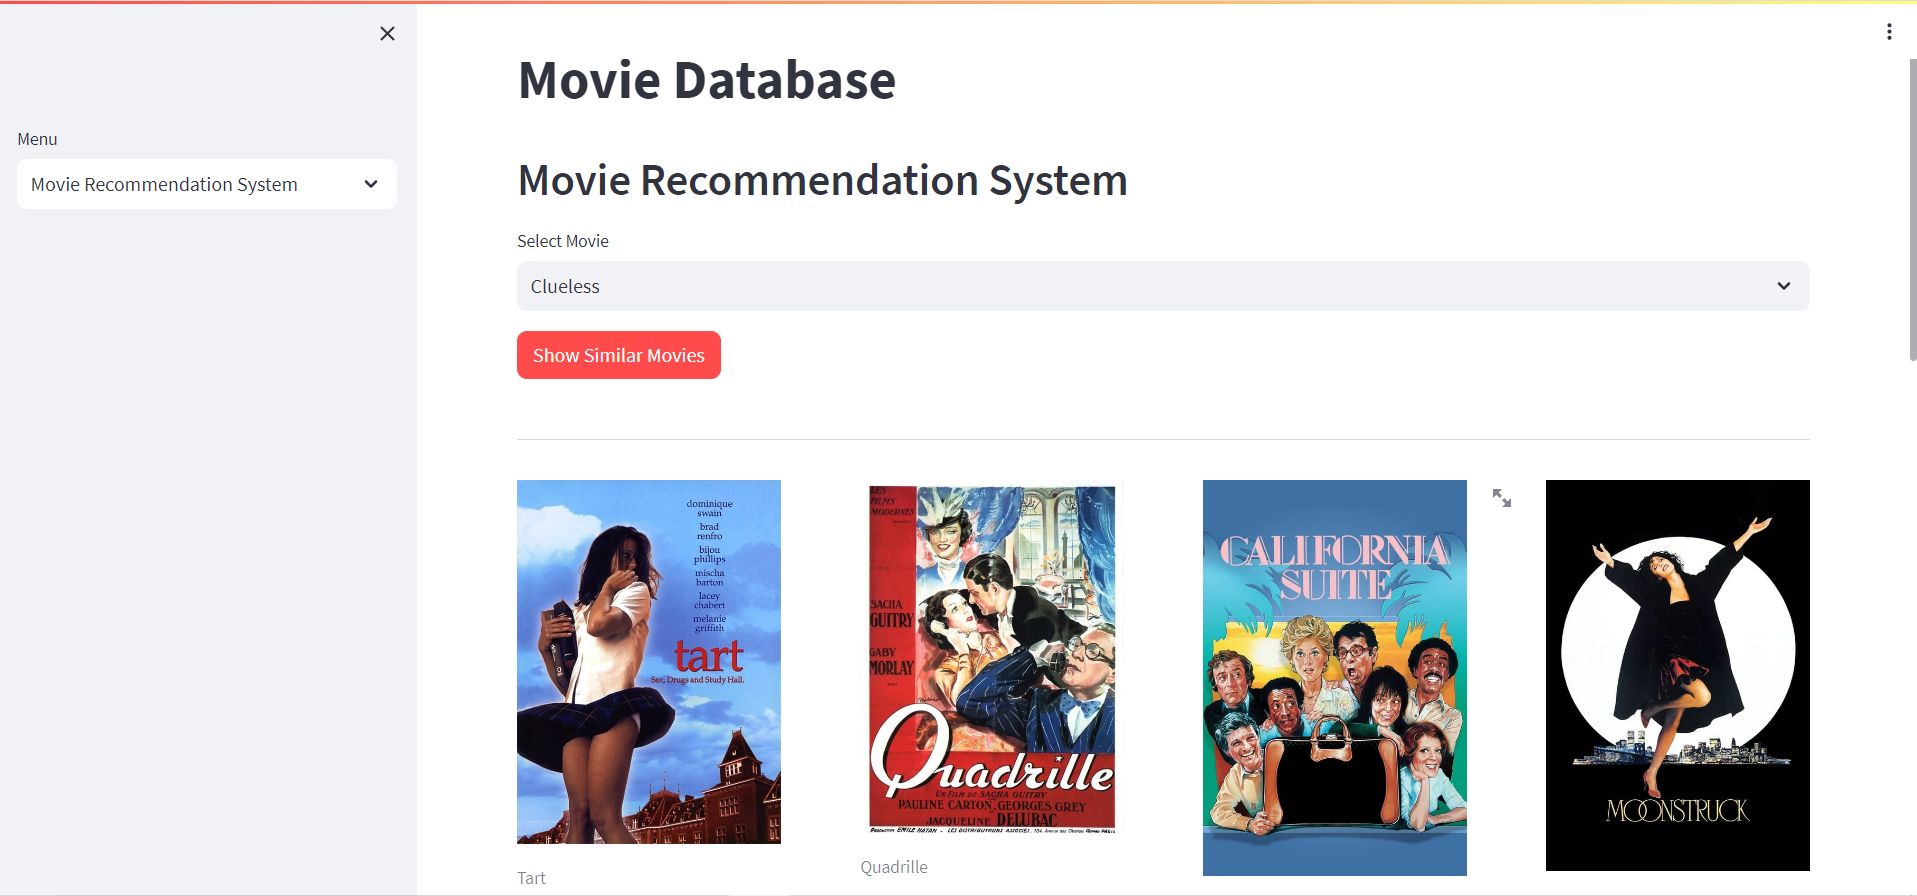 Movie Database
Menu
Movie Recommendation System
Movie Recommendation System
Select Movie
Clueless
Show Similar Movies
dominique
swain
brad
renfro
bijou
phillips
mischa
barton
lacey
chabert
melanie
griffith
tart
Sex, Drugs and Study Hall.
Tart
LES
FILMS
MODERNES
SACHA
GUITRY
GABY
MORLAY
Quadrille
UN FILM DE SACHA GUITRY
PAULINE CARTON, GEORGES GREY
JACQUELINE DELUBAC
Quadrille
CALIFORNIA
SUITE
MOONSTRUCK